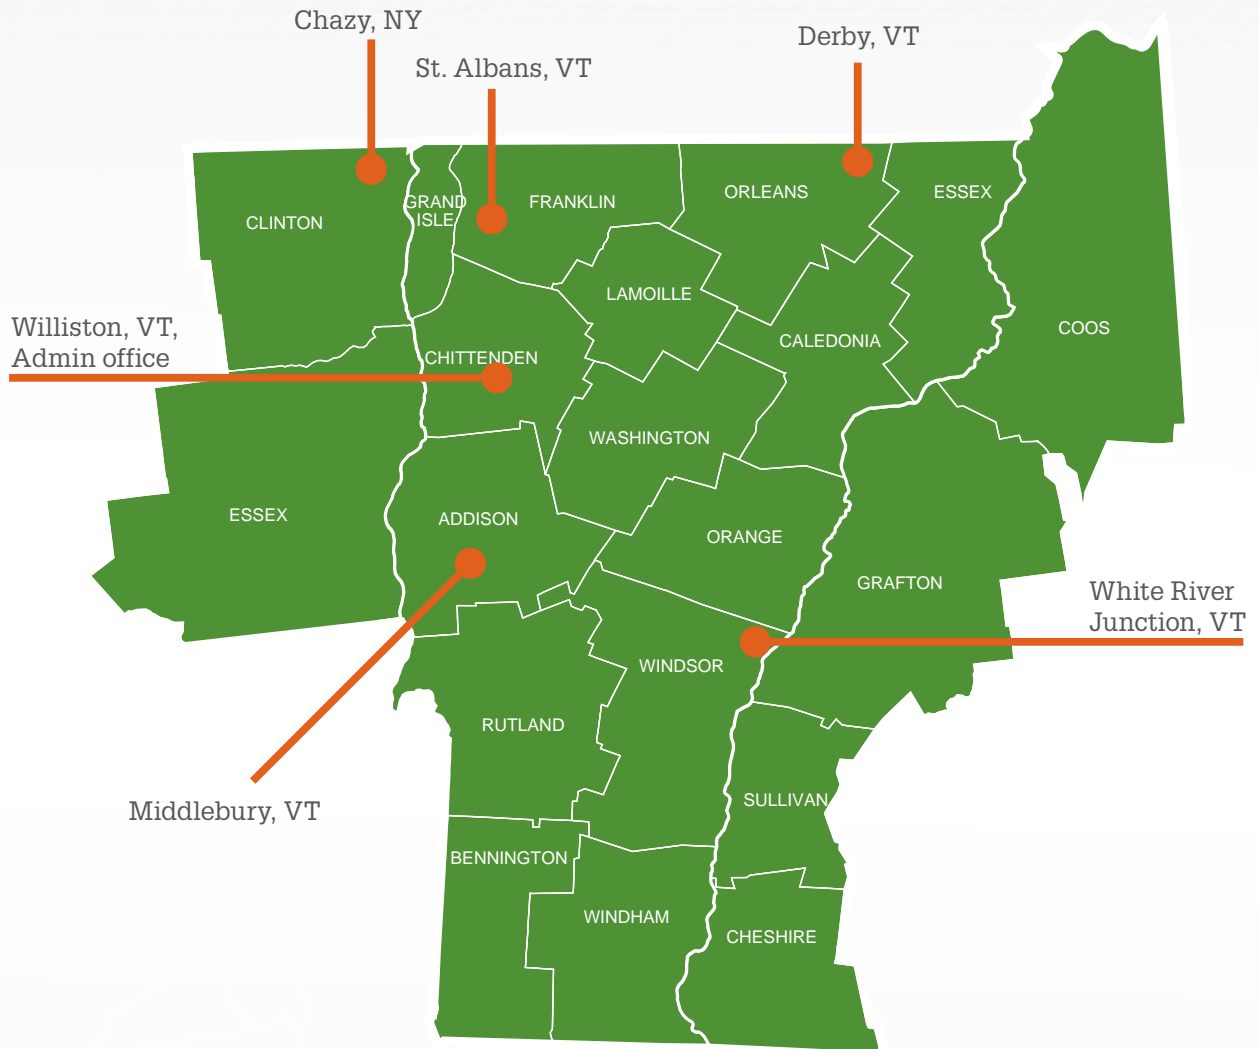 Chazy, NY
Derby, VT
St. Albans, VT
CLINTON
GRAND
ISLE
FRANKLIN
ORLEANS
ESSEX
LAMOILLE
COOS
Williston, VT,
Admin office
CHITTENDEN
CALEDONIA
WASHINGTON
ESSEX
ADDISON
ORANGE
GRAFTON
White River
Junction, VT
WINDSOR
RUTLAND
Middlebury, VT
SULLIVAN
BENNINGTON
WINDHAM
CHESHIRE